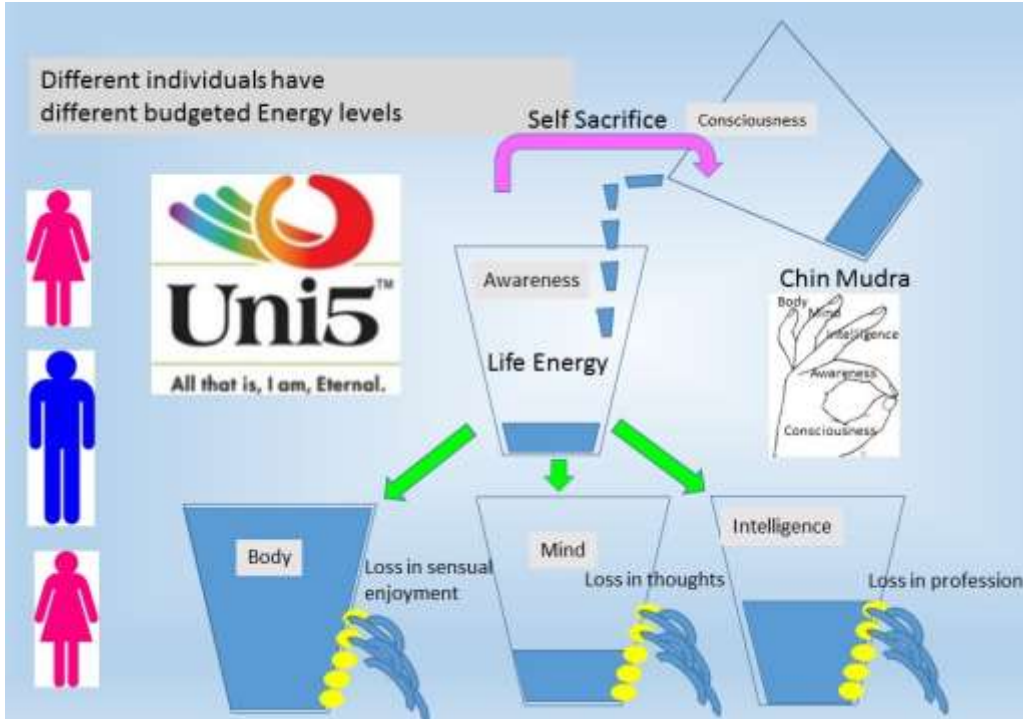 Different individuals have
different budgeted Energy levels
Self Sacrifice
Consciousness
Uni5™
All that is, I am, Eternal.
Awareness
Life Energy
Chin Mudra
Body
Mind
Intelligence
Awareness
Consciousness
Body
Loss in sensual
enjoyment
Mind
Loss in thoughts
Intelligence
Loss in profession